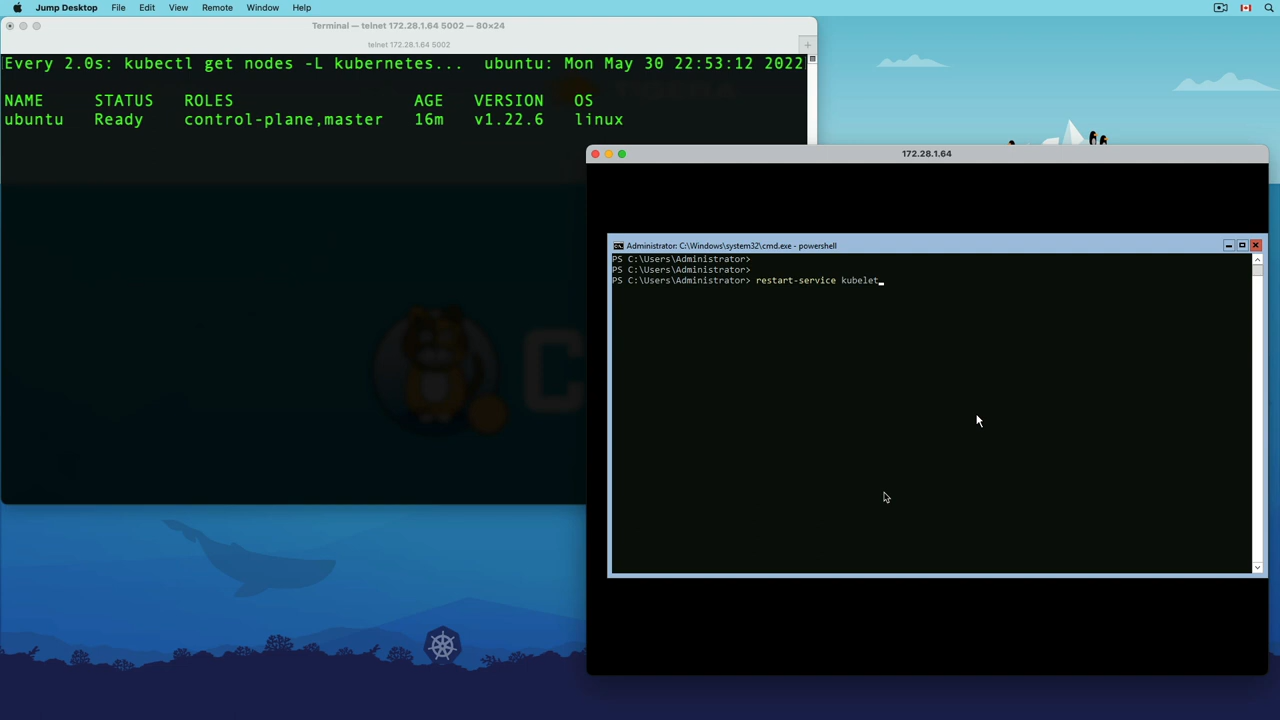 Jump Desktop File Edit View Remote Window Help
Terminal — telnet 172.28.1.64 5002 — 80×24
telnet 172.28.1.64 5002
+
Every 2.0s: kubectl get nodes -L kubernetes... ubuntu: Mon May 30 22:53:12 2022
NAME STATUS ROLES AGE VERSION OS
ubuntu Ready control-plane,master 16m v1.22.6 linux
172.28.1.64
Administrator: C:\Windows\system32\cmd.exe - powershell
PS C:\Users\Administrator>
PS C:\Users\Administrator>
PS C:\Users\Administrator> restart-service kubelet
C